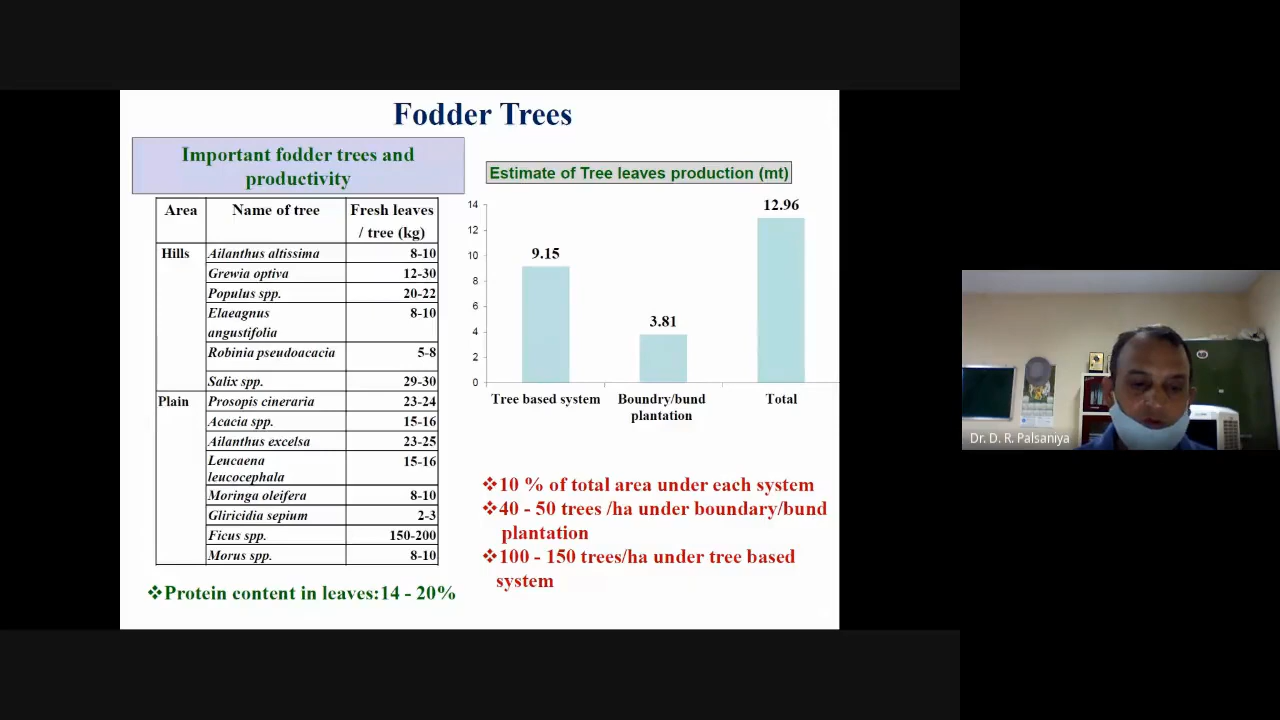 Fodder Trees
Important fodder trees and
productivity
Area Name of tree Fresh leaves
/ tree (kg)
Hills Ailanthus altissima 8-10
Grewia optiva 12-30
Populus spp. 20-22
Elaeagnus 8-10
angustifolia
Robinia pseudoacacia 5-8
Salix spp. 29-30
Plain Prosopis cineraria 23-24
Acacia spp. 15-16
Ailanthus excelsa 23-25
Leucaena 15-16
leucocephala
Moringa oleifera 8-10
Gliricidia sepium 2-3
Ficus spp. 150-200
Morus spp. 8-10
❖Protein content in leaves:14 - 20%
Estimate of Tree leaves production (mt)
14
12
10
8
6
4
2
0
9.15
3.81
12.96
Tree based system Boundry/bund Total
plantation
❖10 % of total area under each system
❖40 - 50 trees /ha under boundary/bund
plantation
❖100 - 150 trees/ha under tree based
system
Dr. D. R. Palsaniya